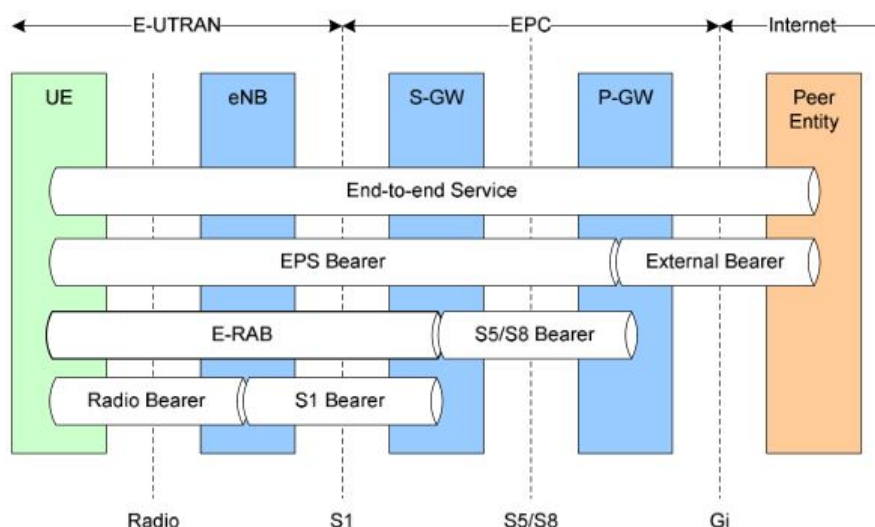 E-UTRAN EPC Internet
UE eNB S-GW P-GW Peer
Entity
End-to-end Service
EPS Bearer External Bearer
E-RAB S5/S8 Bearer
Radio Bearer S1 Bearer
Radio S1 S5/S8 Gi